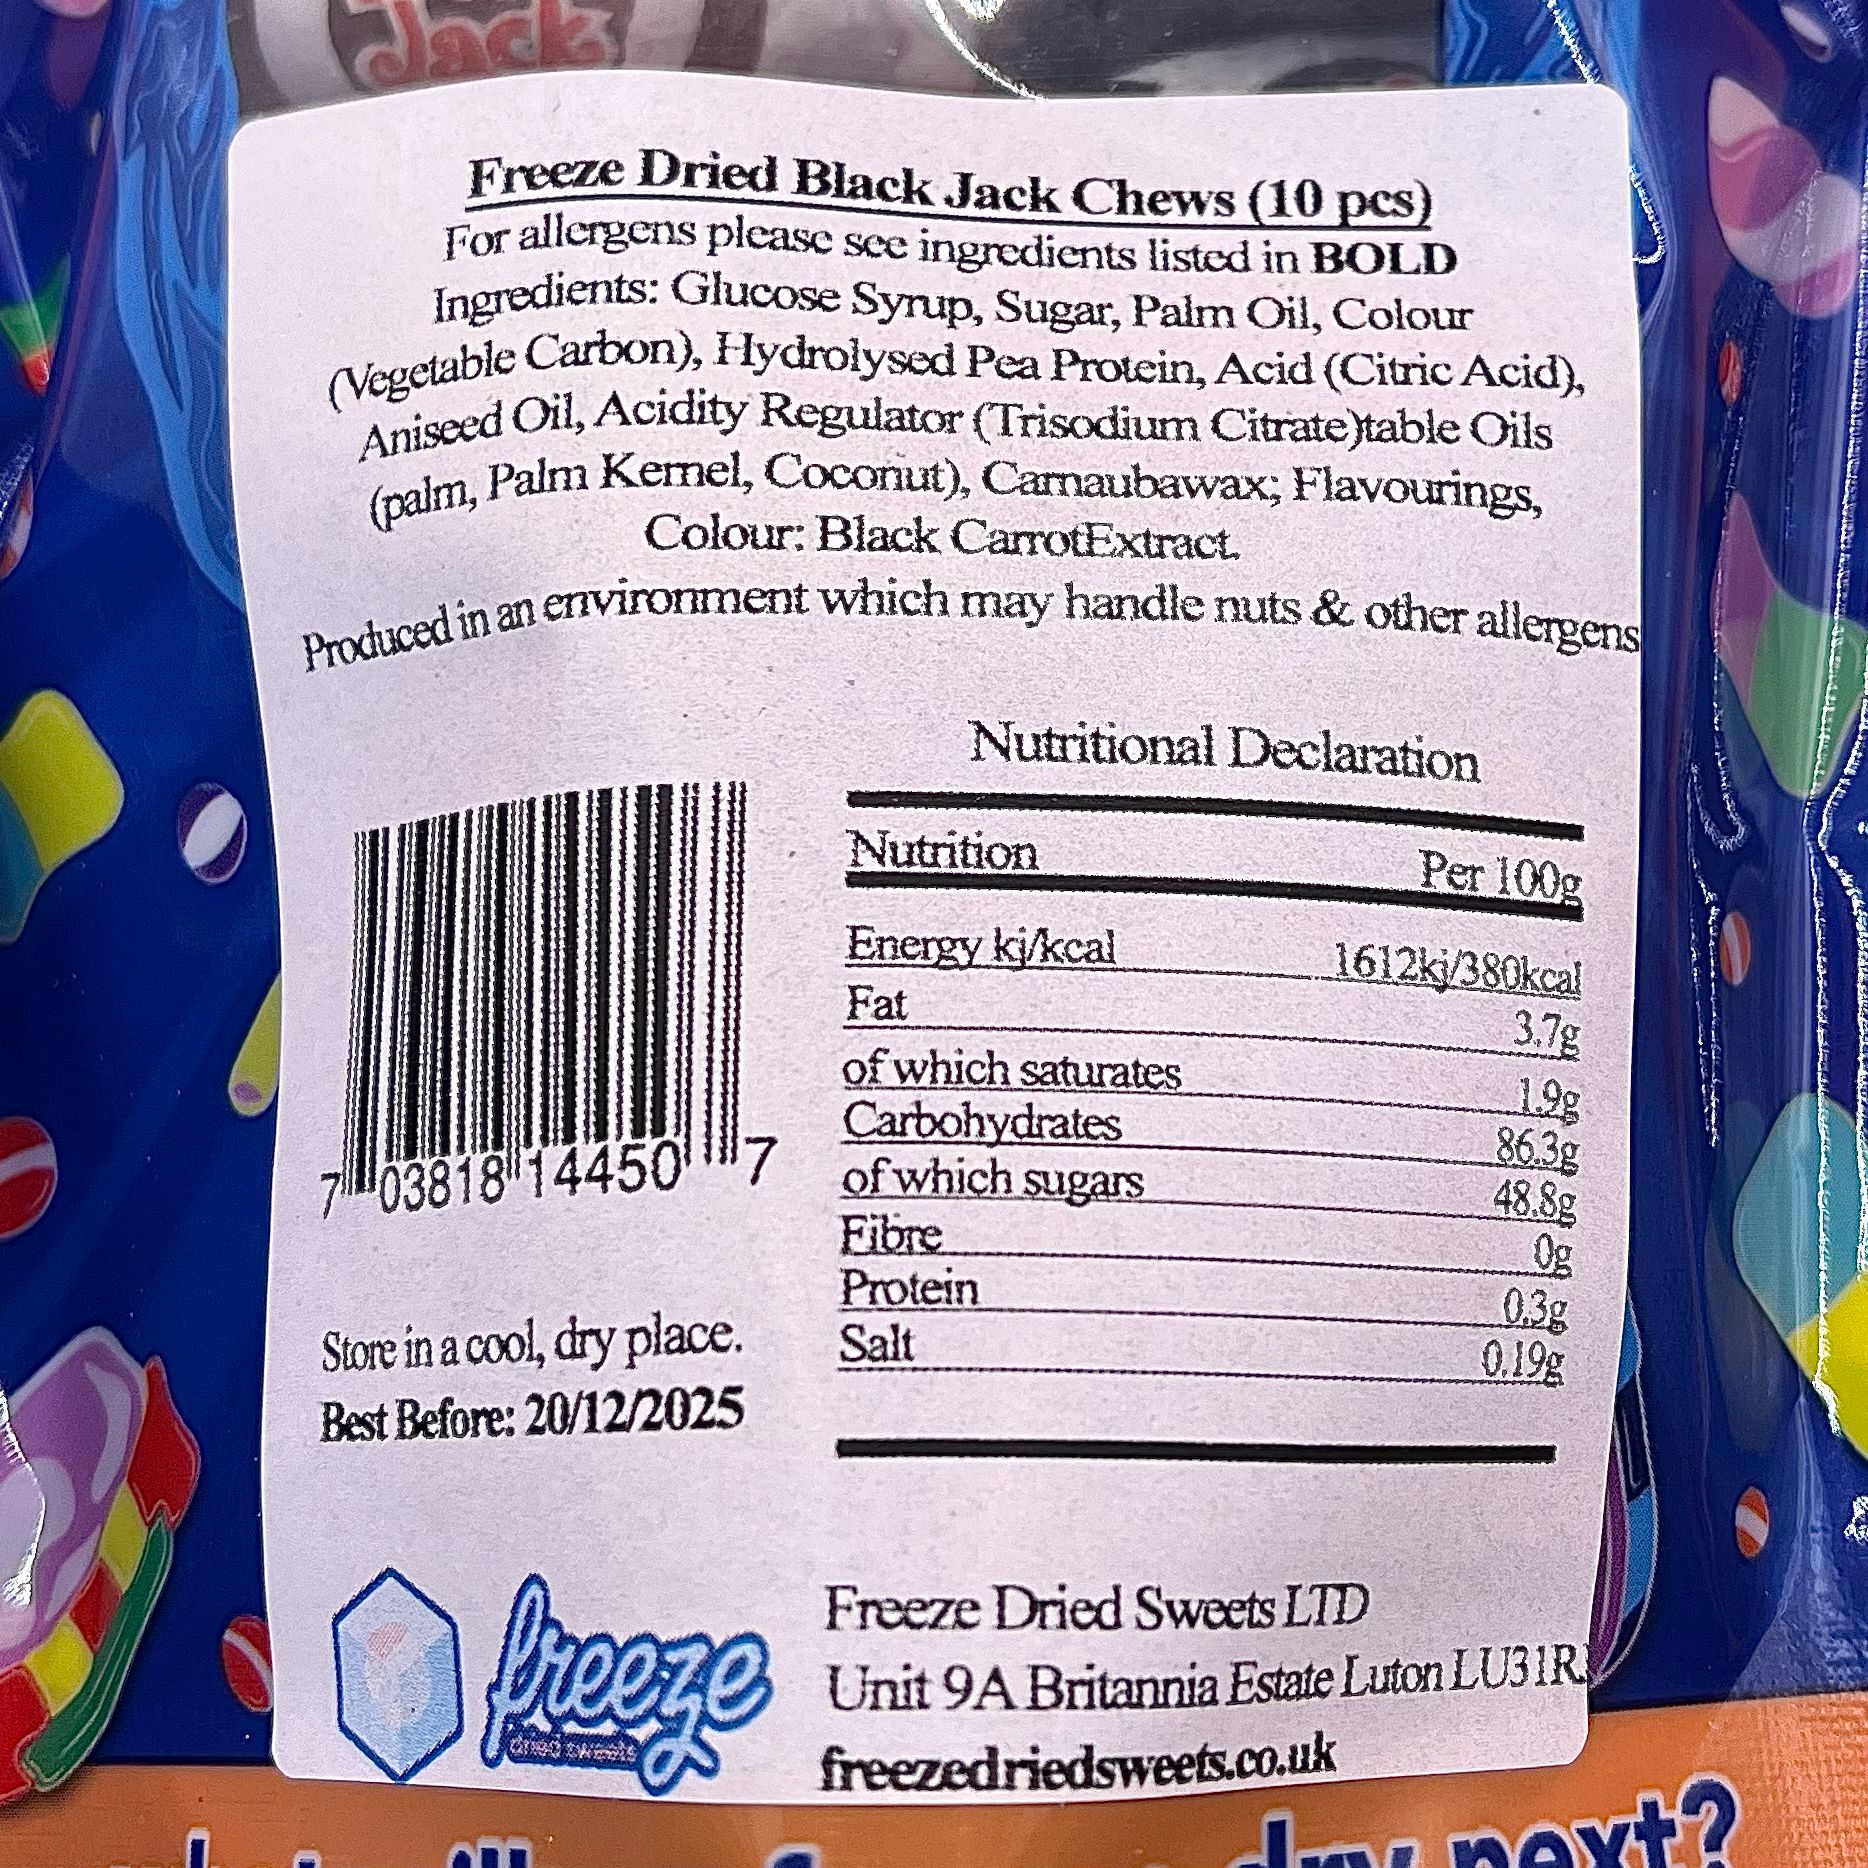 Jack
Freeze Dried Black Jack Chews (10 pcs)
For allergens please see ingredients listed in BOLD
Ingredients: Glucose Syrup, Sugar, Palm Oil, Colour
(Vegetable Carbon), Hydrolysed Pea Protein, Acid (Citric Acid),
Aniseed Oil, Acidity Regulator (Trisodium Citrate)table Oils
(palm, Palm Kernel, Coconut), Carnaubawax; Flavourings,
Colour: Black CarrotExtract.
Produced in an environment which may handle nuts & other allergens
Nutritional Declaration
Nutrition Per 100g
Energy kj/kcal 1612kj/380kcal
Fat 3.7g
of which saturates 1.9g
Carbohydrates 86.3g
of which sugars 48.8g
Fibre 0g
Protein 0.3g
Salt 0.19g
7 03818 14450 7
Store in a cool, dry place.
Best Before: 20/12/2025
freeze
dried sweets
Freeze Dried Sweets LTD
Unit 9A Britannia Estate Luton LU31R
freezedriedsweets.co.uk
dry next?